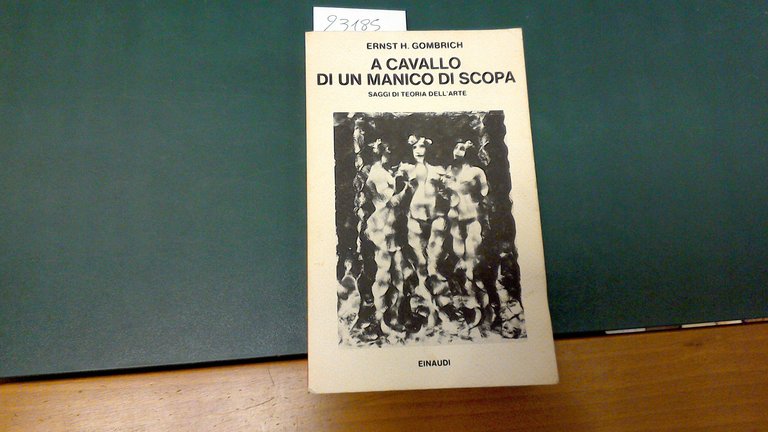 93185
ERNST H. GOMBRICH
A CAVALLO
DI UN MANICO DI SCOPA
SAGGI DI TEORIA DELL'ARTE
EINAUDI